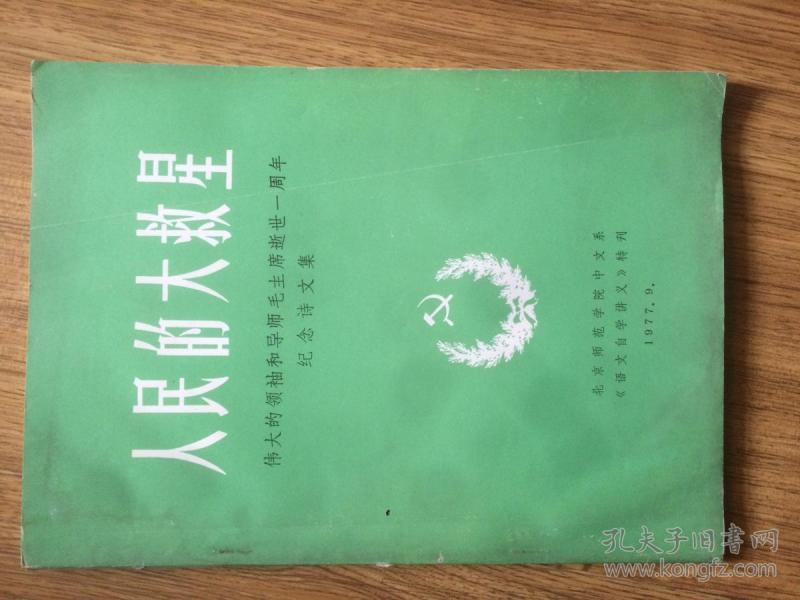 人民的大救星
伟大的领袖和导师毛主席逝世一周年
纪念诗文集
北京师范学院中文系
《语文自学讲义》特刊
1977.9.
孔夫子旧书网
www.kongfz.com